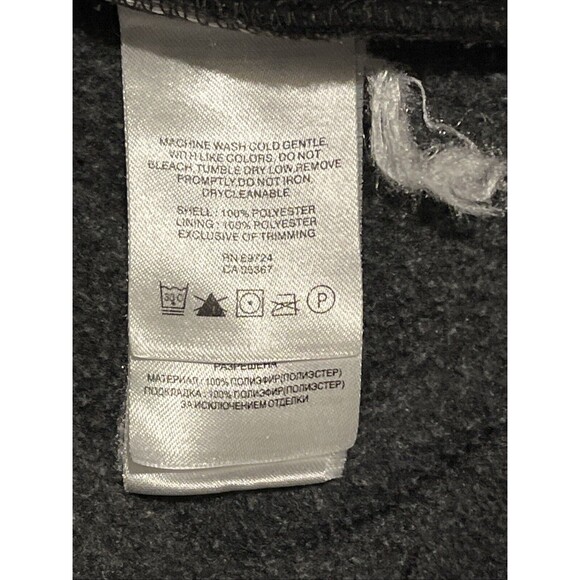 MACHINE WASH COLD GENTLE,
WITH LIKE COLORS, DO NOT
BLEACH, TUMBLE DRY LOW, REMOVE
PROMPTLY. DO NOT IRON.
DRYCLEANABLE
SHELL : 100% POLYESTER
LINING : 100% POLYESTER
EXCLUSIVE OF TRIMMING
RN 69724
CA 05367
30 C P
РАЗРЕШЕНА
МАТЕРИАЛ : 100% ПОЛИЭФИР(ПОЛИЭСТЕР)
ПОДКЛАДКА : 100% ПОЛИЭФИР(ПОЛИЭСТЕР)
ЗА ИСКЛЮЧЕНИЕМ ОТДЕЛКИ